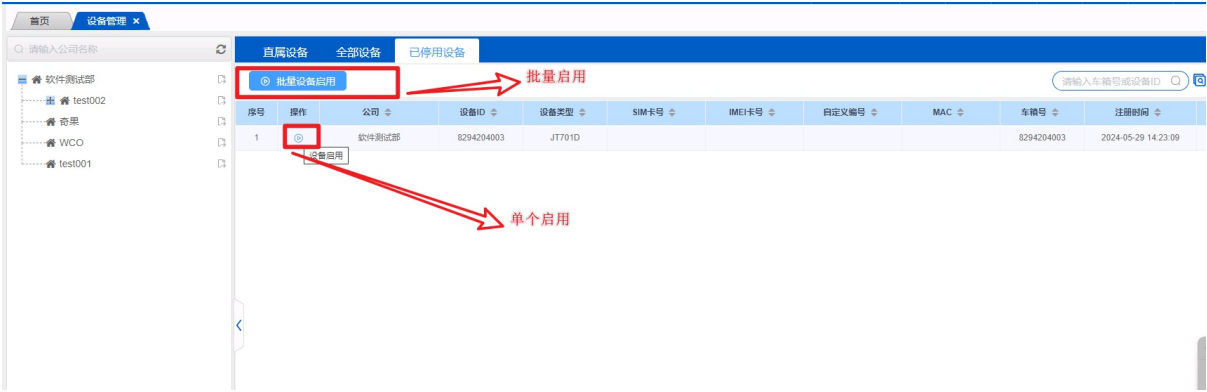 首页
设备管理 ×
请输入公司名称
直属设备 全部设备 已停用设备
软件测试部
test002
奇果
WCO
test001
批量设备启用
批量启用
请输入车箱号或设备ID
序号 操作 公司 设备ID 设备类型 SIM卡号 IMEI卡号 自定义编号 MAC 车箱号 注册时间
1 软件测试部 8294204003 JT701D 8294204003 2024-05-29 14:23:09
设备启用
单个启用